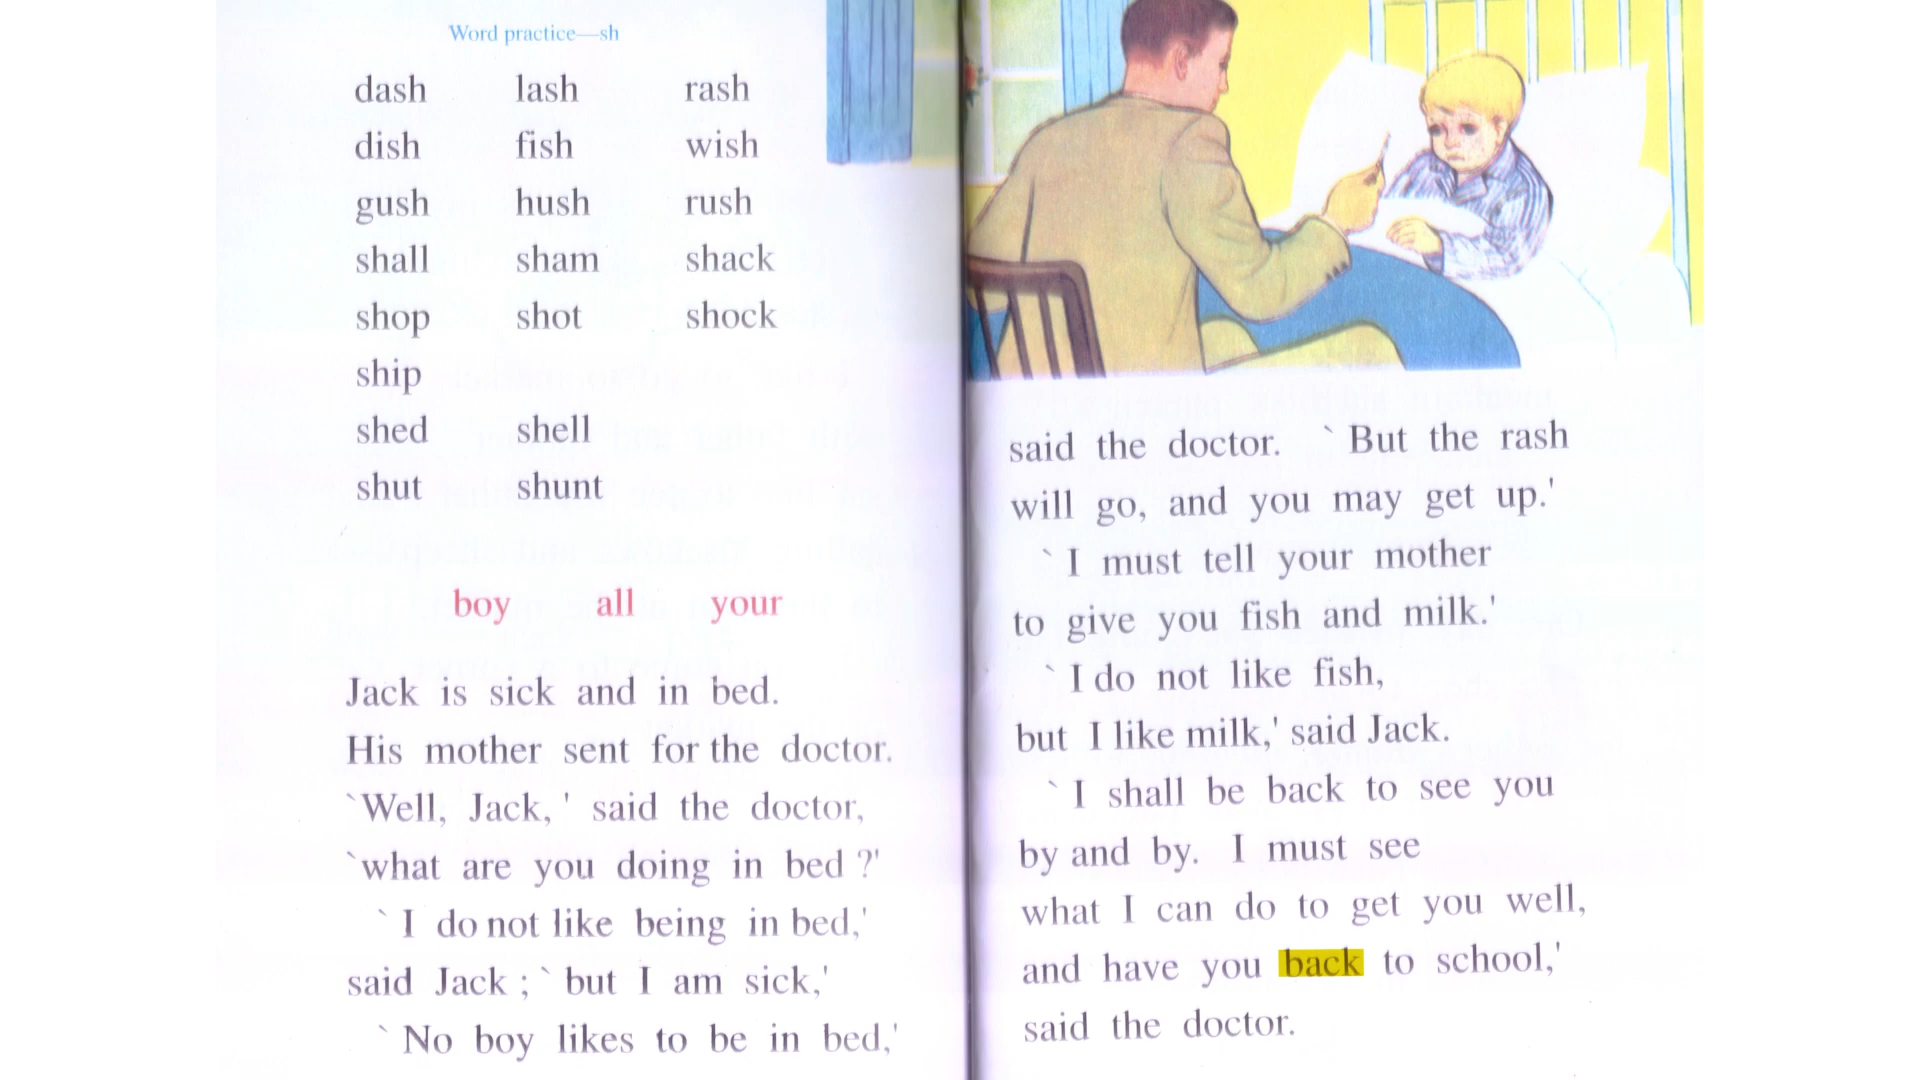 Word practice—sh
dash lash rash
dish fish wish
gush hush rush
shall sham shack
shop shot shock
ship
shed shell
shut shunt
boy all your
Jack is sick and in bed.
His mother sent for the doctor.
`Well, Jack,' said the doctor,
`what are you doing in bed ?'
` I do not like being in bed,'
said Jack ; ` but I am sick,'
` No boy likes to be in bed,'
said the doctor. ` But the rash
will go, and you may get up.'
` I must tell your mother
to give you fish and milk.'
` I do not like fish,
but I like milk,' said Jack.
` I shall be back to see you
by and by. I must see
what I can do to get you well,
and have you back to school,'
said the doctor.